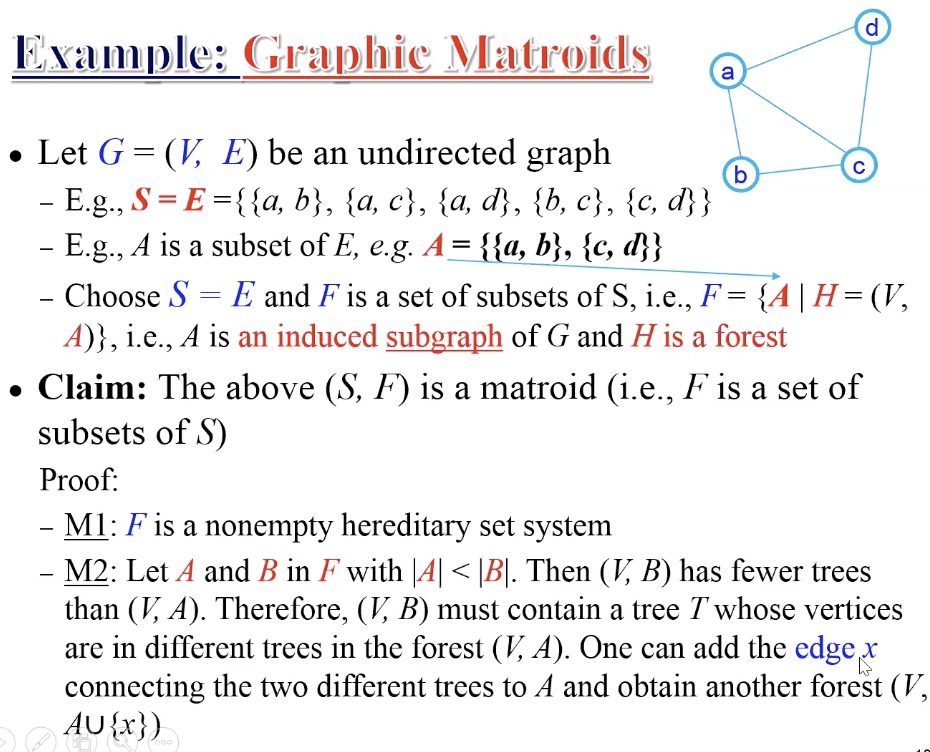 Example: Graphic Matroids
d
a
b
c
• Let G = (V, E) be an undirected graph
– E.g., S = E ={{a, b}, {a, c}, {a, d}, {b, c}, {c, d}}
– E.g., A is a subset of E, e.g. A = {{a, b}, {c, d}}
– Choose S = E and F is a set of subsets of S, i.e., F = {A | H = (V,
A)}, i.e., A is an induced subgraph of G and H is a forest
• Claim: The above (S, F) is a matroid (i.e., F is a set of
subsets of S)
Proof:
– M1: F is a nonempty hereditary set system
– M2: Let A and B in F with |A| < |B|. Then (V, B) has fewer trees
than (V, A). Therefore, (V, B) must contain a tree T whose vertices
are in different trees in the forest (V, A). One can add the edge x
connecting the two different trees to A and obtain another forest (V,
A∪{x})